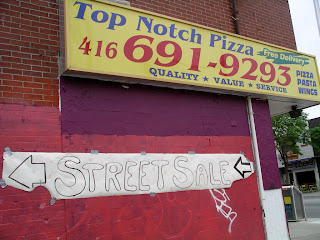 Top Notch Pizza
Free Delivery
416 691-9293
QUALITY ★ VALUE ★ SERVICE
PIZZA
PASTA
WINGS
STREET SALE